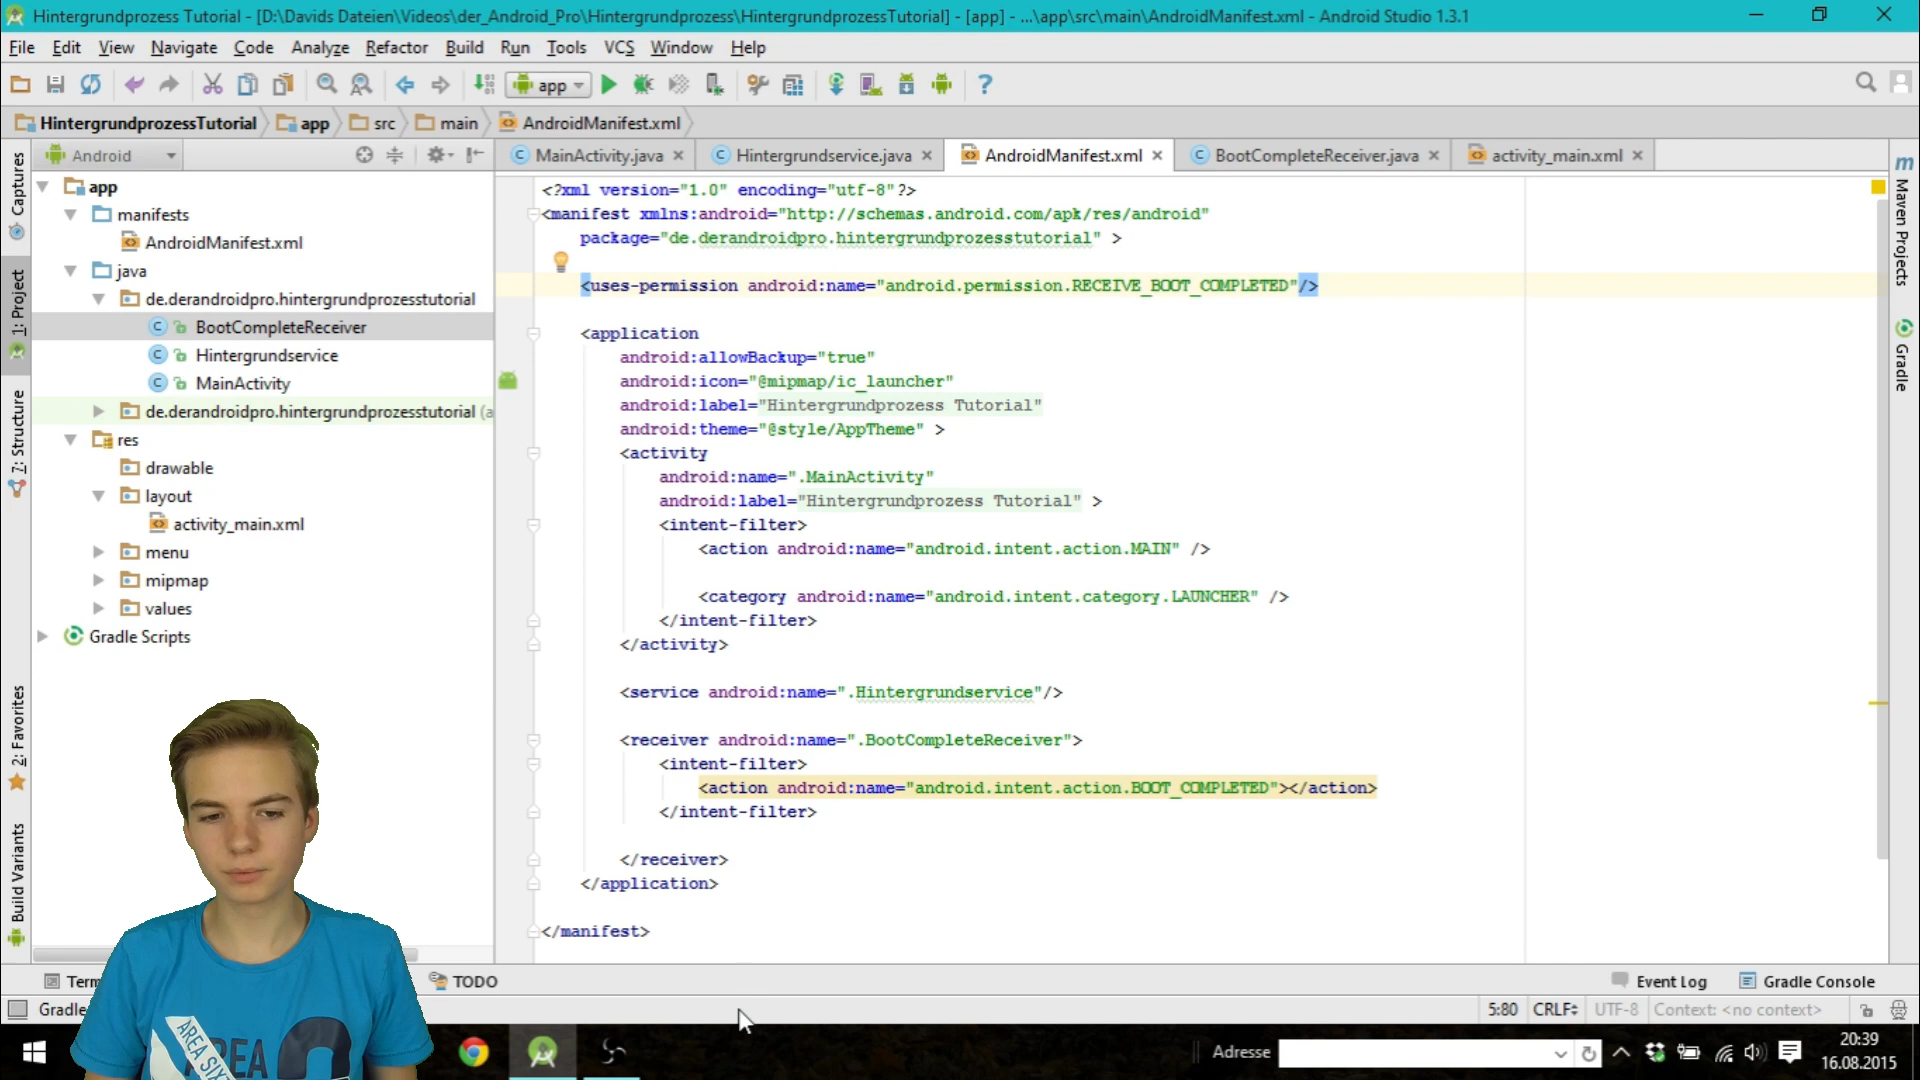 Hintergrundprozess Tutorial - [D:\Davids Dateien\Videos\der_Android_Pro\Hintergrundprozess\HintergrundprozessTutorial] - [app] - ...\app\src\main\AndroidManifest.xml - Android Studio 1.3.1
File Edit View Navigate Code Analyze Refactor Build Run Tools VCS Window Help
app
HintergrundprozessTutorial app src main AndroidManifest.xml
Android
MainActivity.java Hintergrundservice.java AndroidManifest.xml BootCompleteReceiver.java activity_main.xml
Captures
1: Project
7: Structure
2: Favorites
Build Variants
app
manifests
AndroidManifest.xml
java
de.derandroidpro.hintergrundprozesstutorial
BootCompleteReceiver
Hintergrundservice
MainActivity
de.derandroidpro.hintergrundprozesstutorial (a
res
drawable
layout
activity_main.xml
menu
mipmap
values
Gradle Scripts
<?xml version="1.0" encoding="utf-8"?>
<manifest xmlns:android="http://schemas.android.com/apk/res/android"
package="de.derandroidpro.hintergrundprozesstutorial" >
<uses-permission android:name="android.permission.RECEIVE_BOOT_COMPLETED"/>
<application
android:allowBackup="true"
android:icon="@mipmap/ic_launcher"
android:label="Hintergrundprozess Tutorial"
android:theme="@style/AppTheme" >
<activity
android:name=".MainActivity"
android:label="Hintergrundprozess Tutorial" >
<intent-filter>
<action android:name="android.intent.action.MAIN" />
<category android:name="android.intent.category.LAUNCHER" />
</intent-filter>
</activity>
<service android:name=".Hintergrundservice"/>
<receiver android:name=".BootCompleteReceiver">
<intent-filter>
<action android:name="android.intent.action.BOOT_COMPLETED"></action>
</intent-filter>
</receiver>
</application>
</manifest>
m Maven Projects
Gradle
Term TODO Event Log Gradle Console
Gradle 5:80 CRLF UTF-8 Context: <no context>
AREA SIX
AREA
Adresse
20:39
16.08.2015